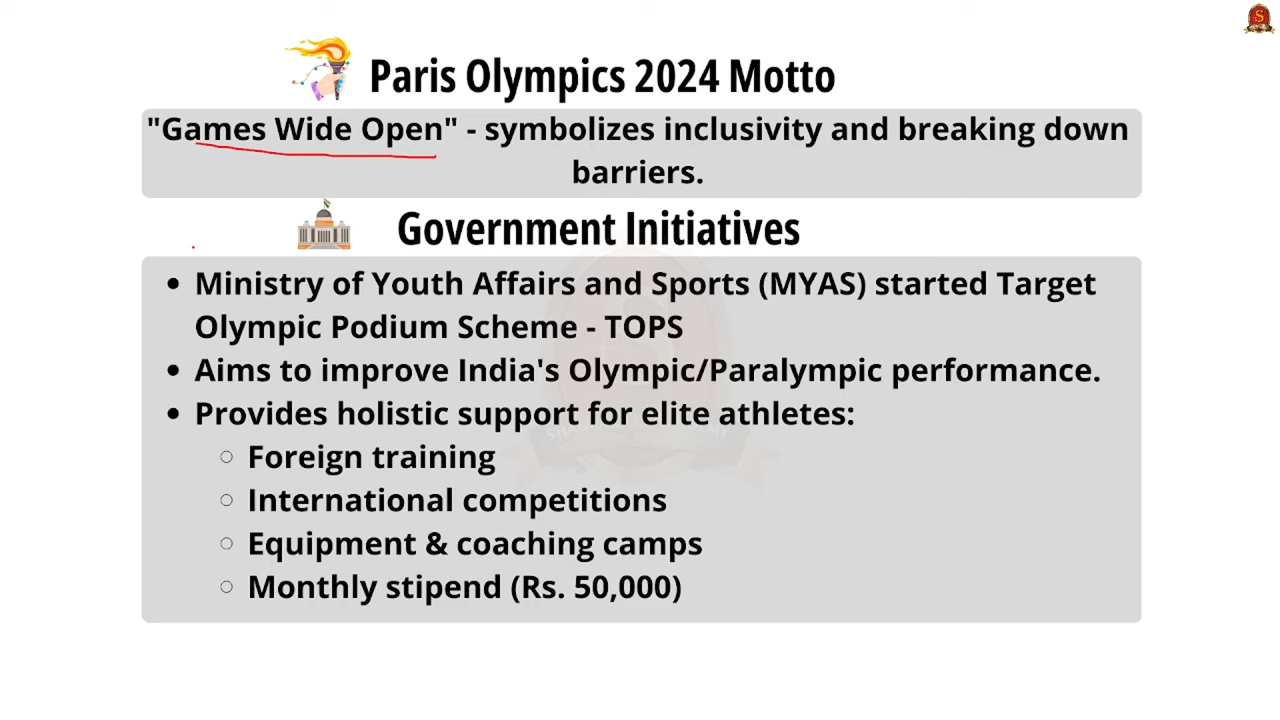 Paris Olympics 2024 Motto
"Games Wide Open" - symbolizes inclusivity and breaking down
barriers.
Government Initiatives
• Ministry of Youth Affairs and Sports (MYAS) started Target
Olympic Podium Scheme - TOPS
• Aims to improve India's Olympic/Paralympic performance.
• Provides holistic support for elite athletes:
○ Foreign training
○ International competitions
○ Equipment & coaching camps
○ Monthly stipend (Rs. 50,000)